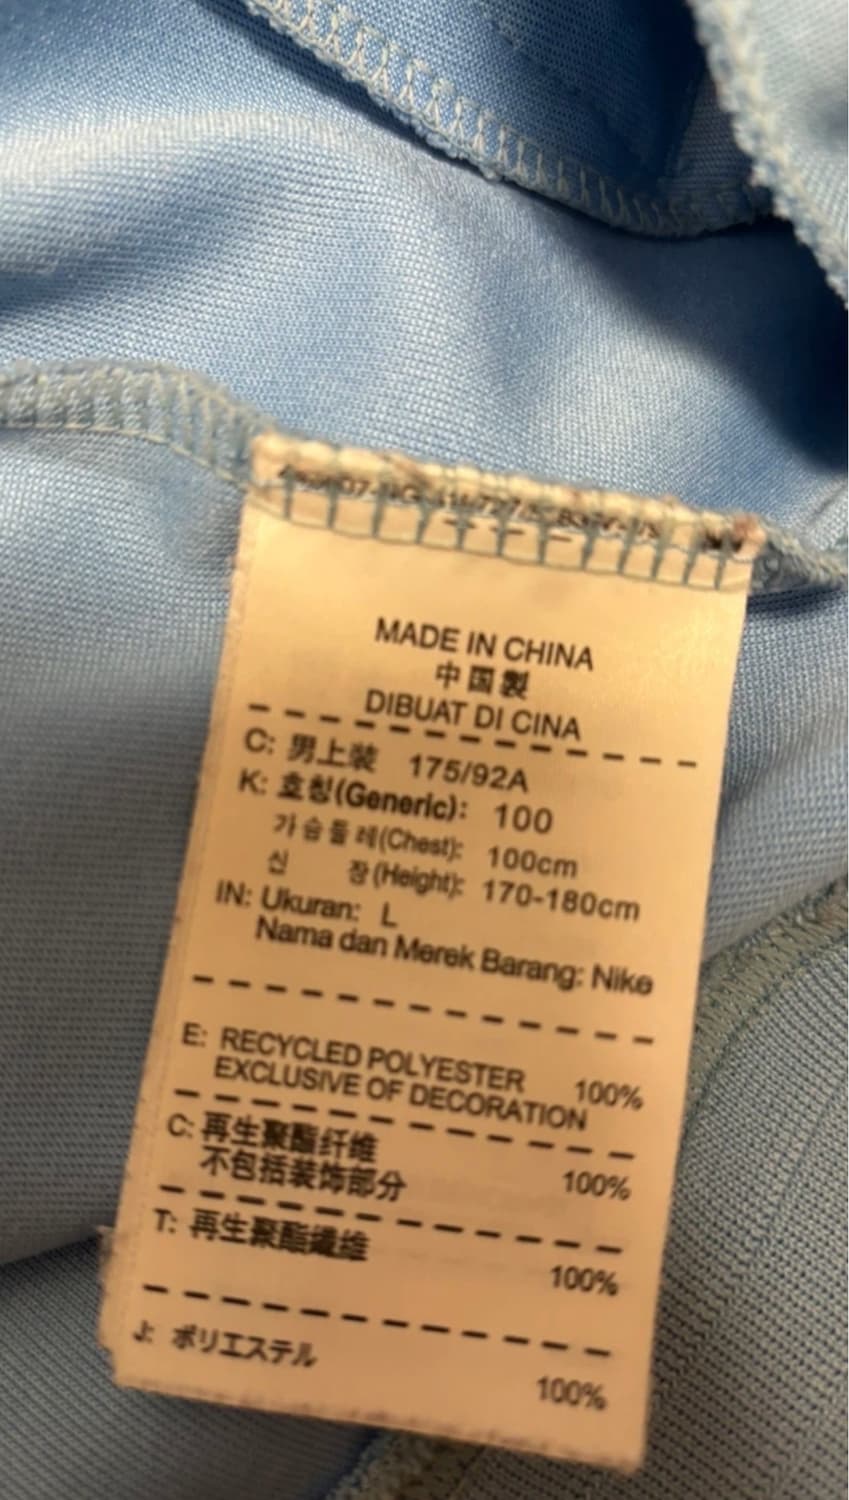 MADE IN CHINA
中国製
DIBUAT DI CINA
C: 男上装 175/92A
K: 호칭(Generic): 100
가슴둘레(Chest): 100cm
신 장(Height): 170-180cm
IN: Ukuran: L
Nama dan Merek Barang: Nike
E: RECYCLED POLYESTER 100%
EXCLUSIVE OF DECORATION
C: 再生聚酯纤维 100%
不包括装饰部分
T: 再生聚酯纖維 100%
J: ポリエステル 100%